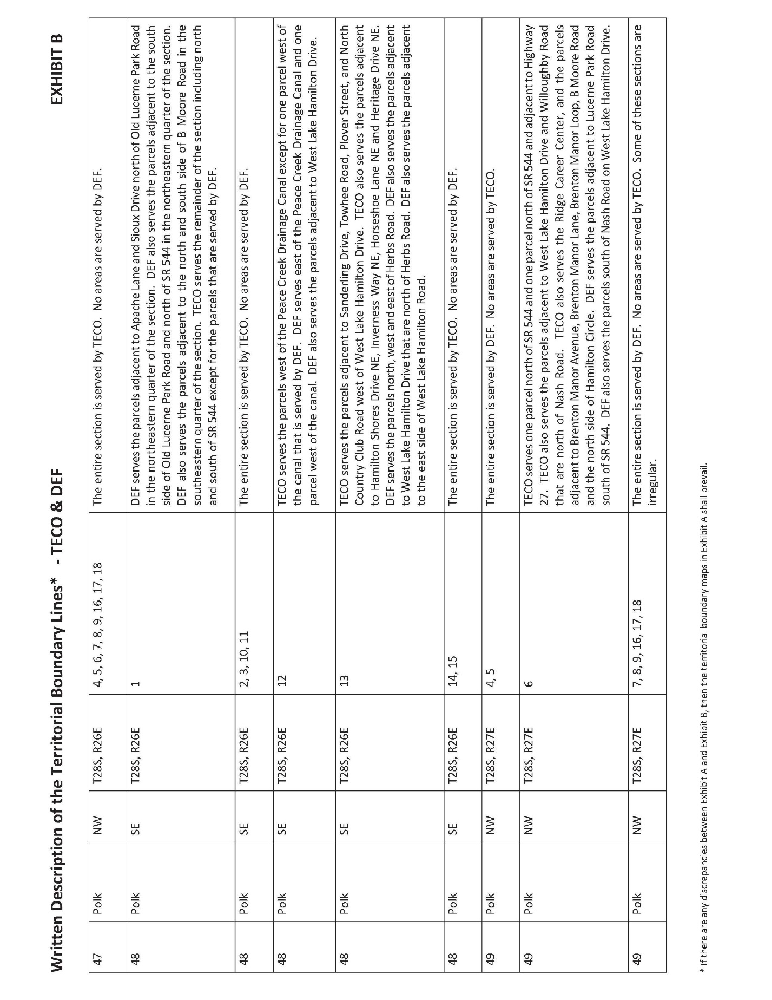 Written Description of the Territorial Boundary Lines* - TECO & DEF EXHIBIT B
47 Polk NW T28S, R26E 4, 5, 6, 7, 8, 9, 16, 17, 18 The entire section is served by TECO. No areas are served by DEF.
48 Polk SE T28S, R26E 1 DEF serves the parcels adjacent to Apache Lane and Sioux Drive north of Old Lucerne Park Road
in the northeastern quarter of the section. DEF also serves the parcels adjacent to the south
side of Old Lucerne Park Road and north of SR 544 in the northeastern quarter of the section.
DEF also serves the parcels adjacent to the north and south side of B Moore Road in the
southeastern quarter of the section. TECO serves the remainder of the section including north
and south of SR 544 except for the parcels that are served by DEF.
48 Polk SE T28S, R26E 2, 3, 10, 11 The entire section is served by TECO. No areas are served by DEF.
48 Polk SE T28S, R26E 12 TECO serves the parcels west of the Peace Creek Drainage Canal except for one parcel west of
the canal that is served by DEF. DEF serves east of the Peace Creek Drainage Canal and one
parcel west of the canal. DEF also serves the parcels adjacent to West Lake Hamilton Drive.
48 Polk SE T28S, R26E 13 TECO serves the parcels adjacent to Sanderling Drive, Towhee Road, Plover Street, and North
Country Club Road west of West Lake Hamilton Drive. TECO also serves the parcels adjacent
to Hamilton Shores Drive NE, Inverness Way NE, Horseshoe Lane NE and Heritage Drive NE.
DEF serves the parcels north, west and east of Herbs Road. DEF also serves the parcels adjacent
to West Lake Hamilton Drive that are north of Herbs Road. DEF also serves the parcels adjacent
to the east side of West Lake Hamilton Road.
48 Polk SE T28S, R26E 14, 15 The entire section is served by TECO. No areas are served by DEF.
49 Polk NW T28S, R27E 4, 5 The entire section is served by DEF. No areas are served by TECO.
49 Polk NW T28S, R27E 6 TECO serves one parcel north of SR 544 and one parcel north of SR 544 and adjacent to Highway
27. TECO also serves the parcels adjacent to West Lake Hamilton Drive and Willoughby Road
that are north of Nash Road. TECO also serves the Ridge Career Center, and the parcels
adjacent to Brenton Manor Avenue, Brenton Manor Lane, Brenton Manor Loop, B Moore Road
and the north side of Hamilton Circle. DEF serves the parcels adjacent to Lucerne Park Road
south of SR 544. DEF also serves the parcels south of Nash Road on West Lake Hamilton Drive.
49 Polk NW T28S, R27E 7, 8, 9, 16, 17, 18 The entire section is served by DEF. No areas are served by TECO. Some of these sections are
irregular.
* If there are any discrepancies between Exhibit A and Exhibit B, then the territorial boundary maps in Exhibit A shall prevail.